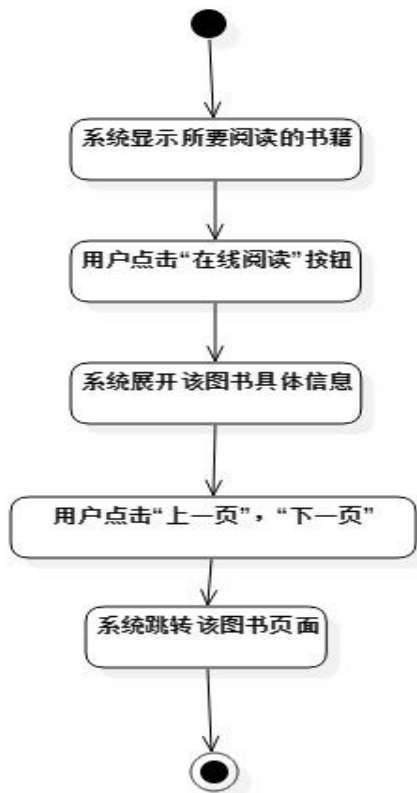 系统显示所要阅读的书籍
用户点击“在线阅读”按钮
系统展开该图书具体信息
用户点击“上一页”，“下一页”
系统跳转该图书页面